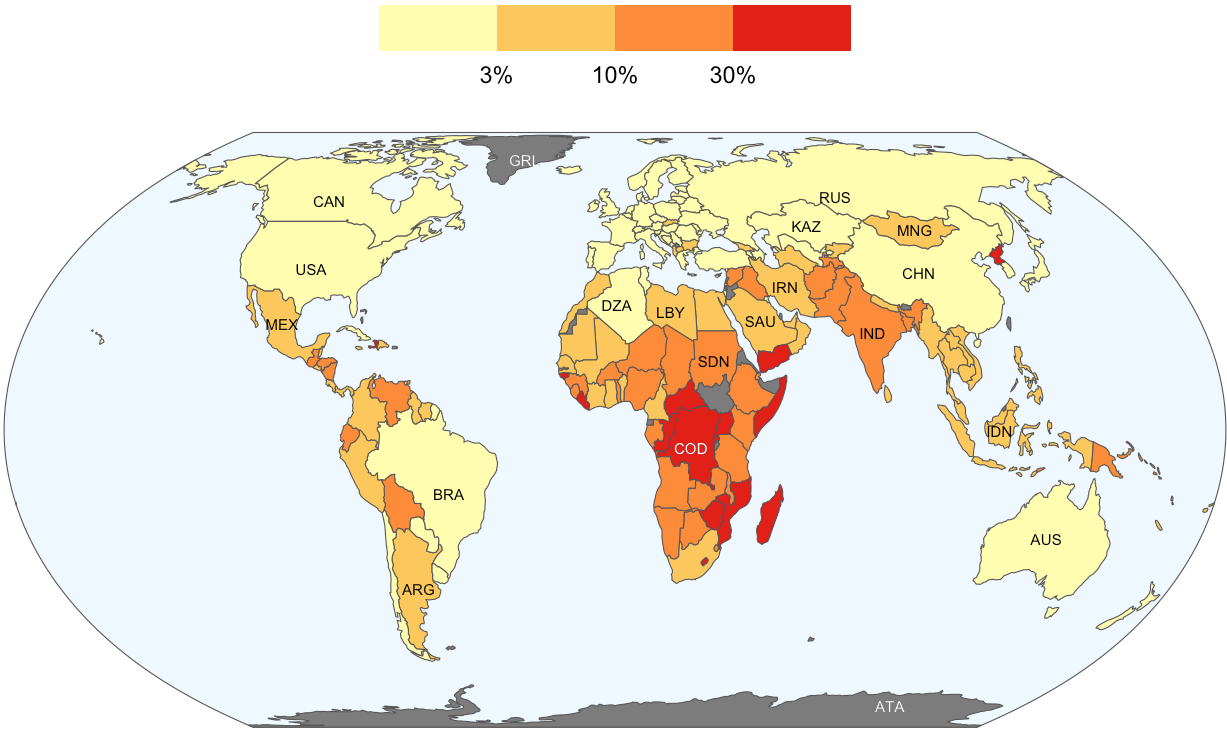 3% 10% 30%
GRL
CAN
RUS
KAZ
MNG
USA
CHN
IRN
DZA
LBY
SAU
MEX
IND
SDN
IDN
COD
BRA
AUS
ARG
ATA